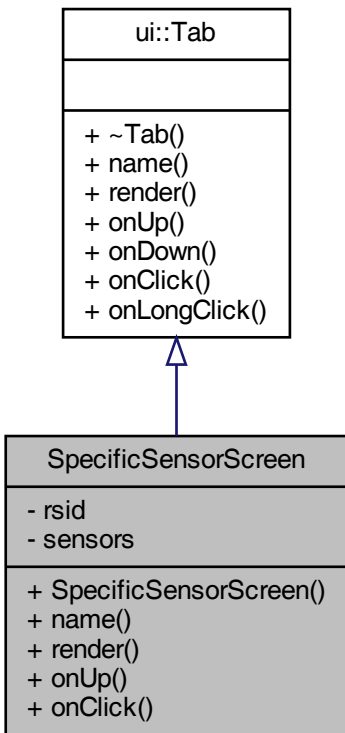 ui::Tab
+ ~Tab()
+ name()
+ render()
+ onUp()
+ onDown()
+ onClick()
+ onLongClick()
SpecificSensorScreen
- rsid
- sensors
+ SpecificSensorScreen()
+ name()
+ render()
+ onUp()
+ onClick()